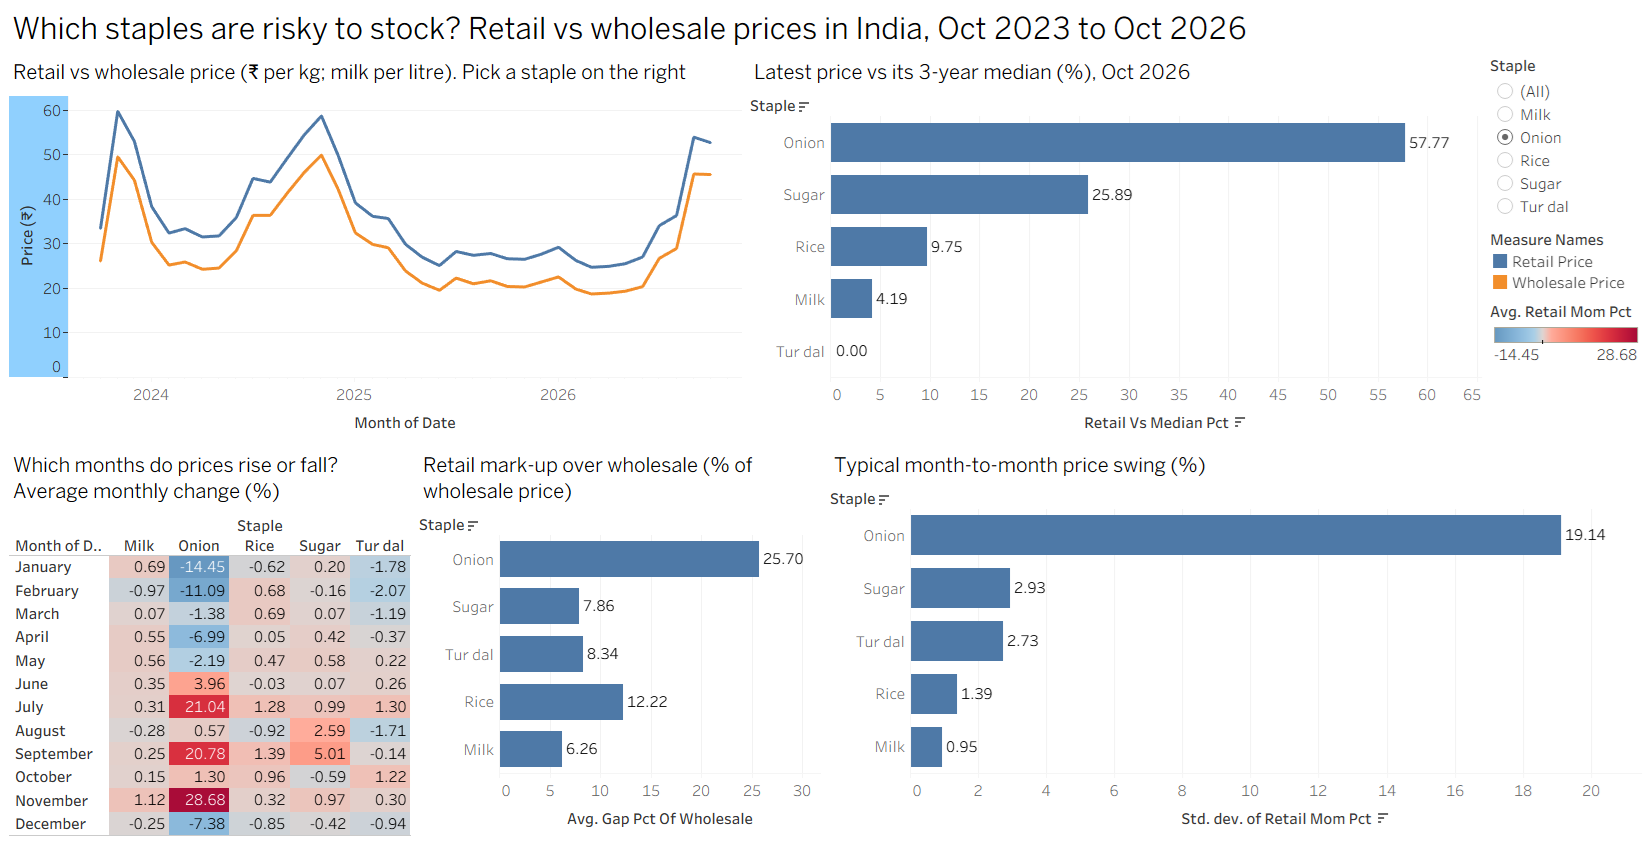 Which staples are risky to stock? Retail vs wholesale prices in India, Oct 2023 to Oct 2026
Retail vs wholesale price (₹ per kg; milk per litre). Pick a staple on the right
Price (₹)
60
50
40
30
20
10
0
2024 2025 2026
Month of Date
Latest price vs its 3-year median (%), Oct 2026
Staple
Onion 57.77
Sugar 25.89
Rice 9.75
Milk 4.19
Tur dal 0.00
0 5 10 15 20 25 30 35 40 45 50 55 60 65
Retail Vs Median Pct
Staple
(All)
Milk
Onion
Rice
Sugar
Tur dal
Measure Names
Retail Price
Wholesale Price
Avg. Retail Mom Pct
-14.45 28.68
Which months do prices rise or fall?
Average monthly change (%)
Staple
Month of D.. Milk Onion Rice Sugar Tur dal
January 0.69 -14.45 -0.62 0.20 -1.78
February -0.97 -11.09 0.68 -0.16 -2.07
March 0.07 -1.38 0.69 0.07 -1.19
April 0.55 -6.99 0.05 0.42 -0.37
May 0.56 -2.19 0.47 0.58 0.22
June 0.35 3.96 -0.03 0.07 0.26
July 0.31 21.04 1.28 0.99 1.30
August -0.28 0.57 -0.92 2.59 -1.71
September 0.25 20.78 1.39 5.01 -0.14
October 0.15 1.30 0.96 -0.59 1.22
November 1.12 28.68 0.32 0.97 0.30
December -0.25 -7.38 -0.85 -0.42 -0.94
Retail mark-up over wholesale (% of
wholesale price)
Staple
Onion 25.70
Sugar 7.86
Tur dal 8.34
Rice 12.22
Milk 6.26
0 5 10 15 20 25 30
Avg. Gap Pct Of Wholesale
Typical month-to-month price swing (%)
Staple
Onion 19.14
Sugar 2.93
Tur dal 2.73
Rice 1.39
Milk 0.95
0 2 4 6 8 10 12 14 16 18 20
Std. dev. of Retail Mom Pct